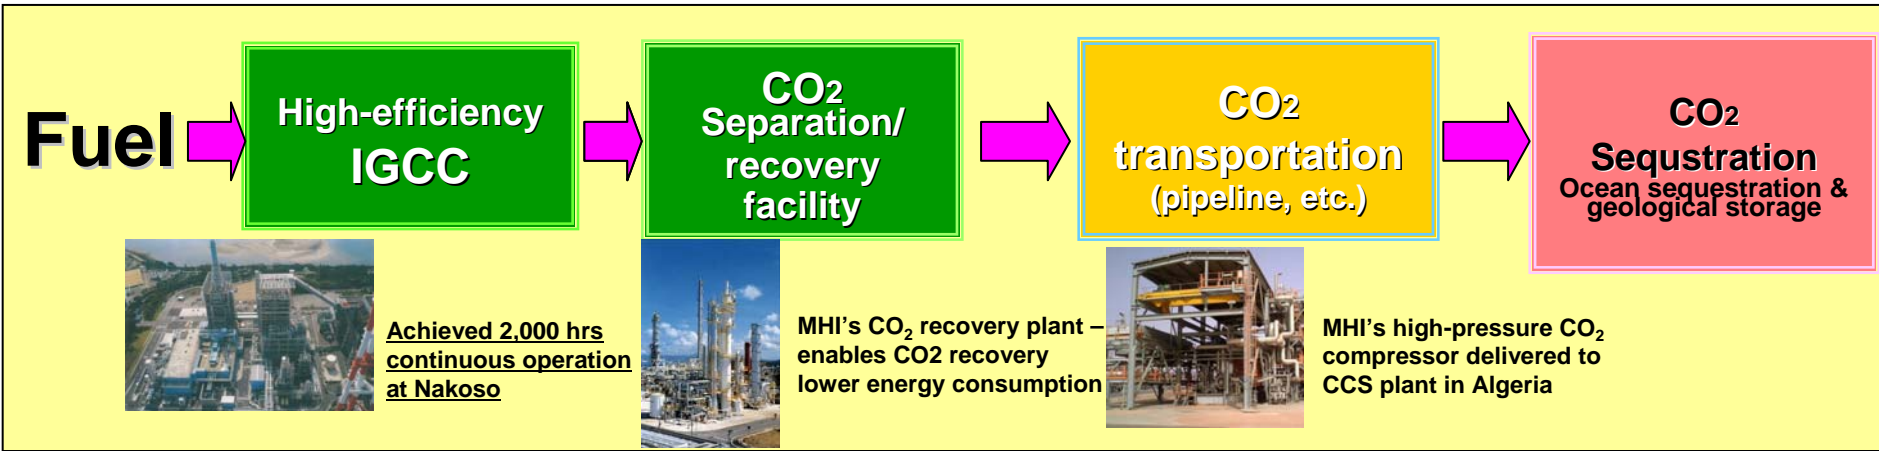 Fuel
High-efficiency
IGCC
CO2
Separation/
recovery
facility
CO2
transportation
(pipeline, etc.)
CO2
Sequstration
Ocean sequestration &
geological storage
Achieved 2,000 hrs
continuous operation
at Nakoso
MHI's CO2 recovery plant –
enables CO2 recovery
lower energy consumption
MHI's high-pressure CO2
compressor delivered to
CCS plant in Algeria